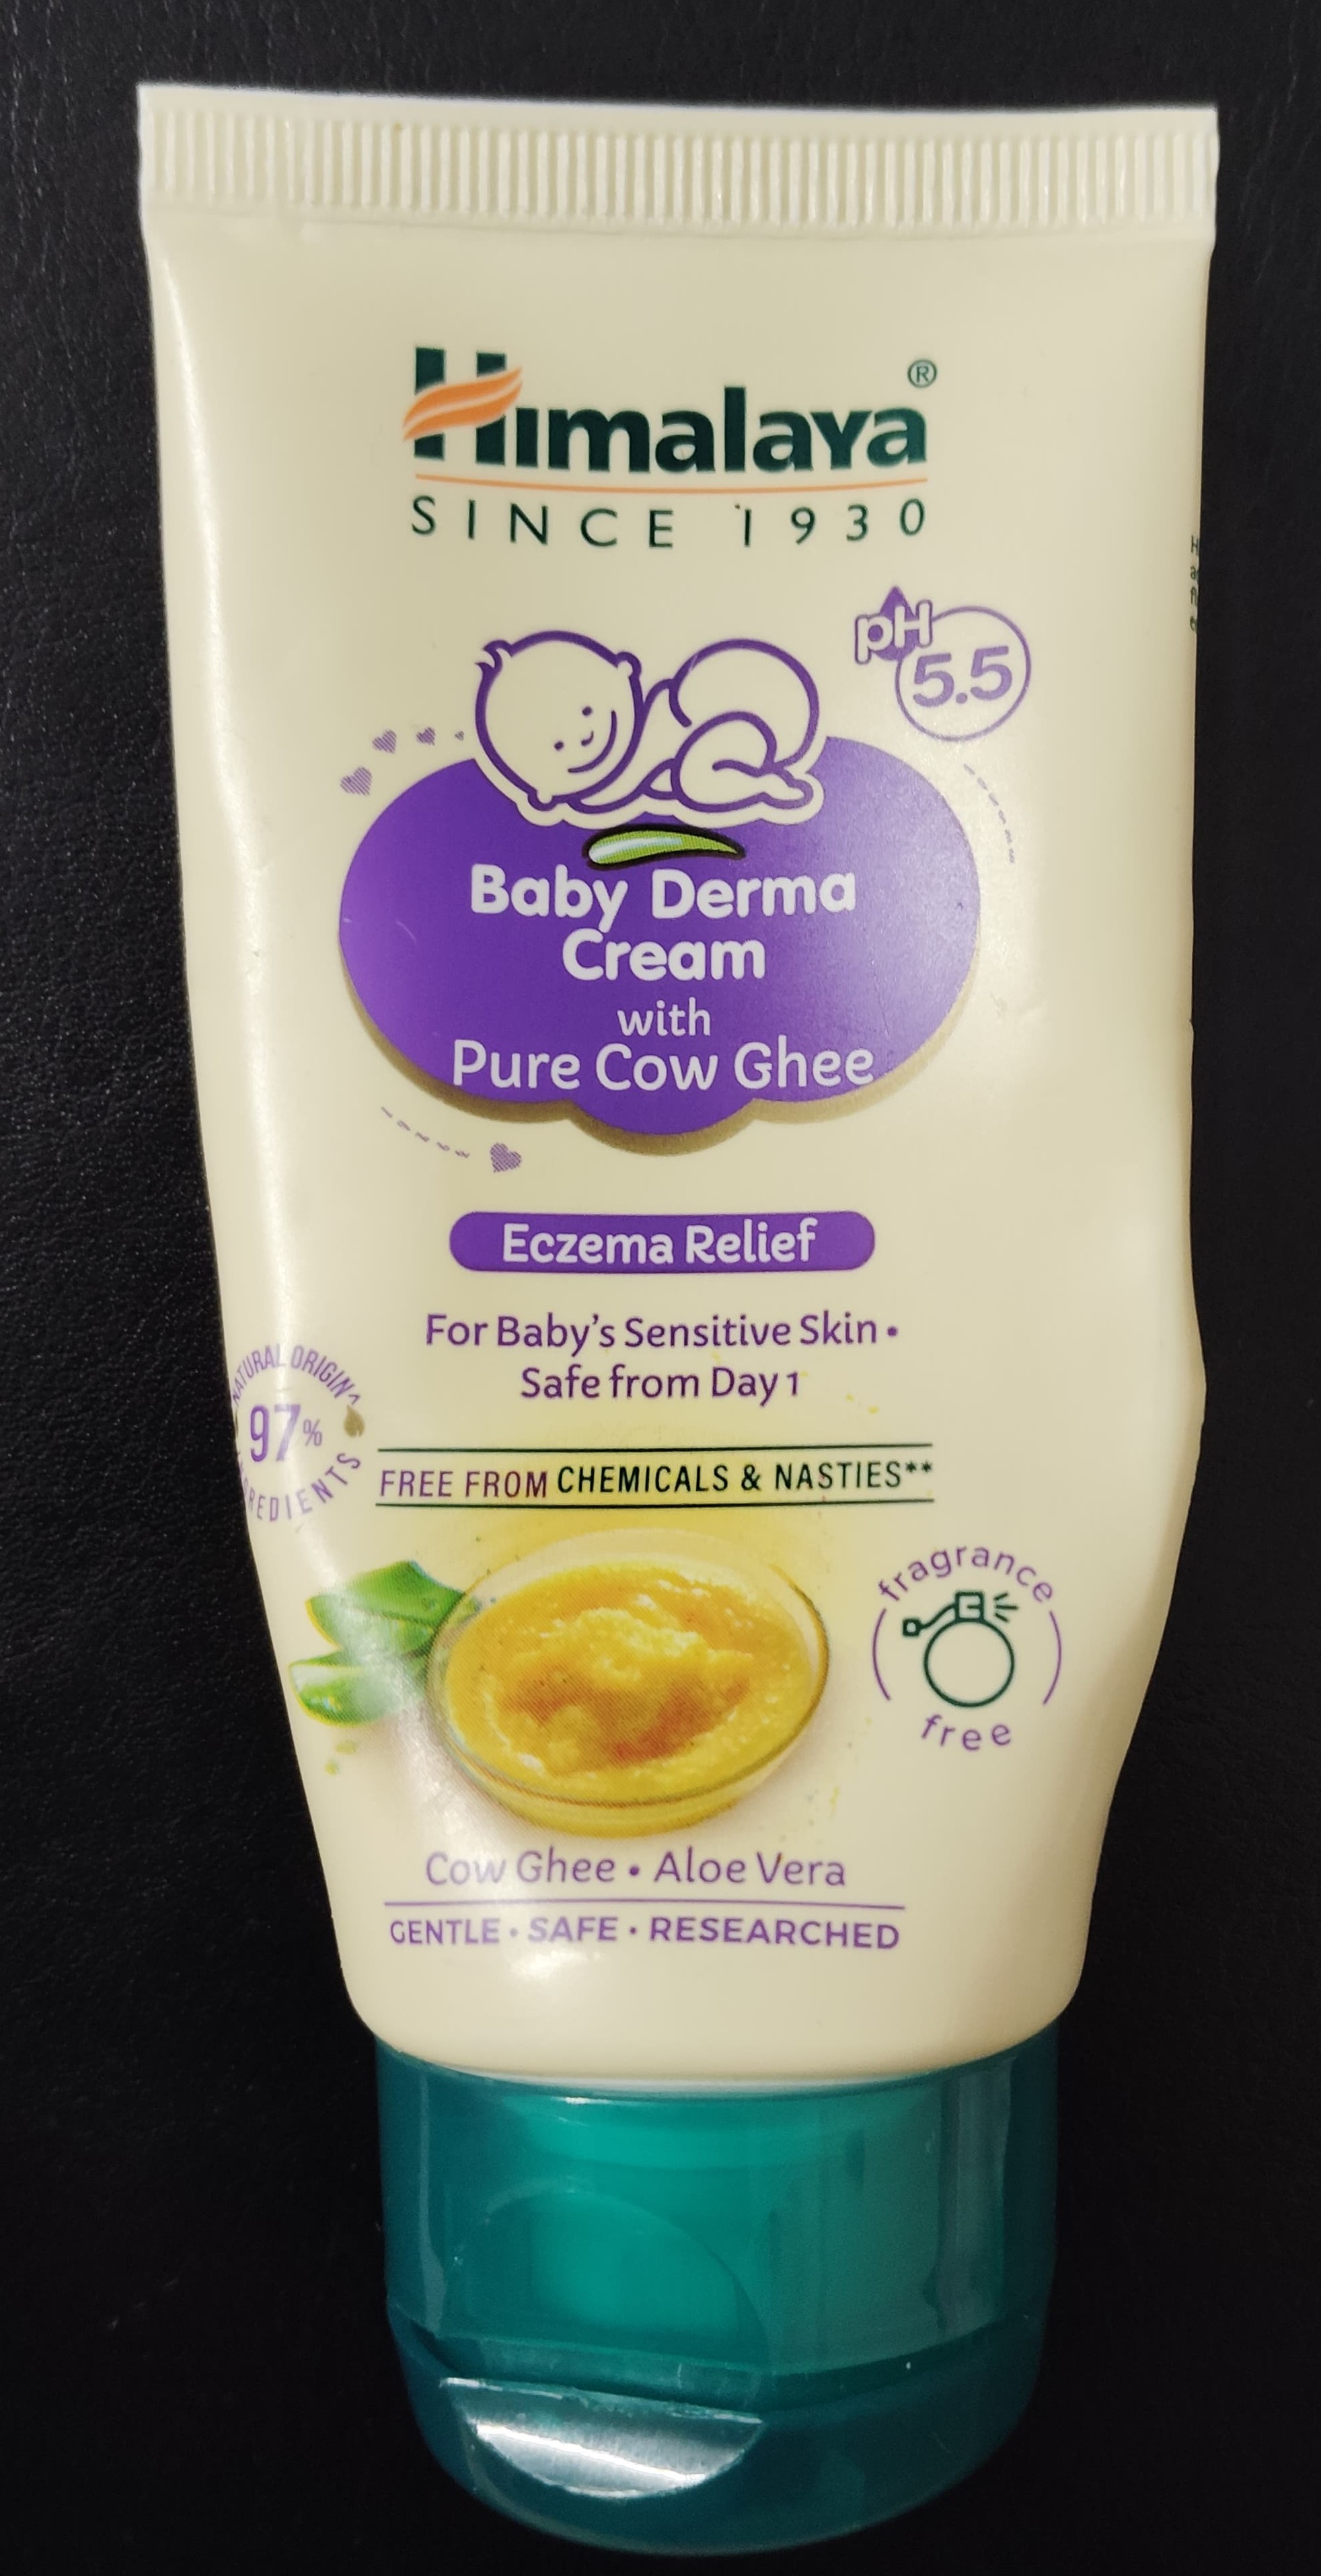 Himalaya®
SINCE 1930
pH
5.5
Baby Derma
Cream
with
Pure Cow Ghee
Eczema Relief
For Baby's Sensitive Skin •
Safe from Day 1
NATURAL ORIGIN^
97%
FREE FROM CHEMICALS & NASTIES**
fragrance
free
Cow Ghee • Aloe Vera
GENTLE • SAFE • RESEARCHED